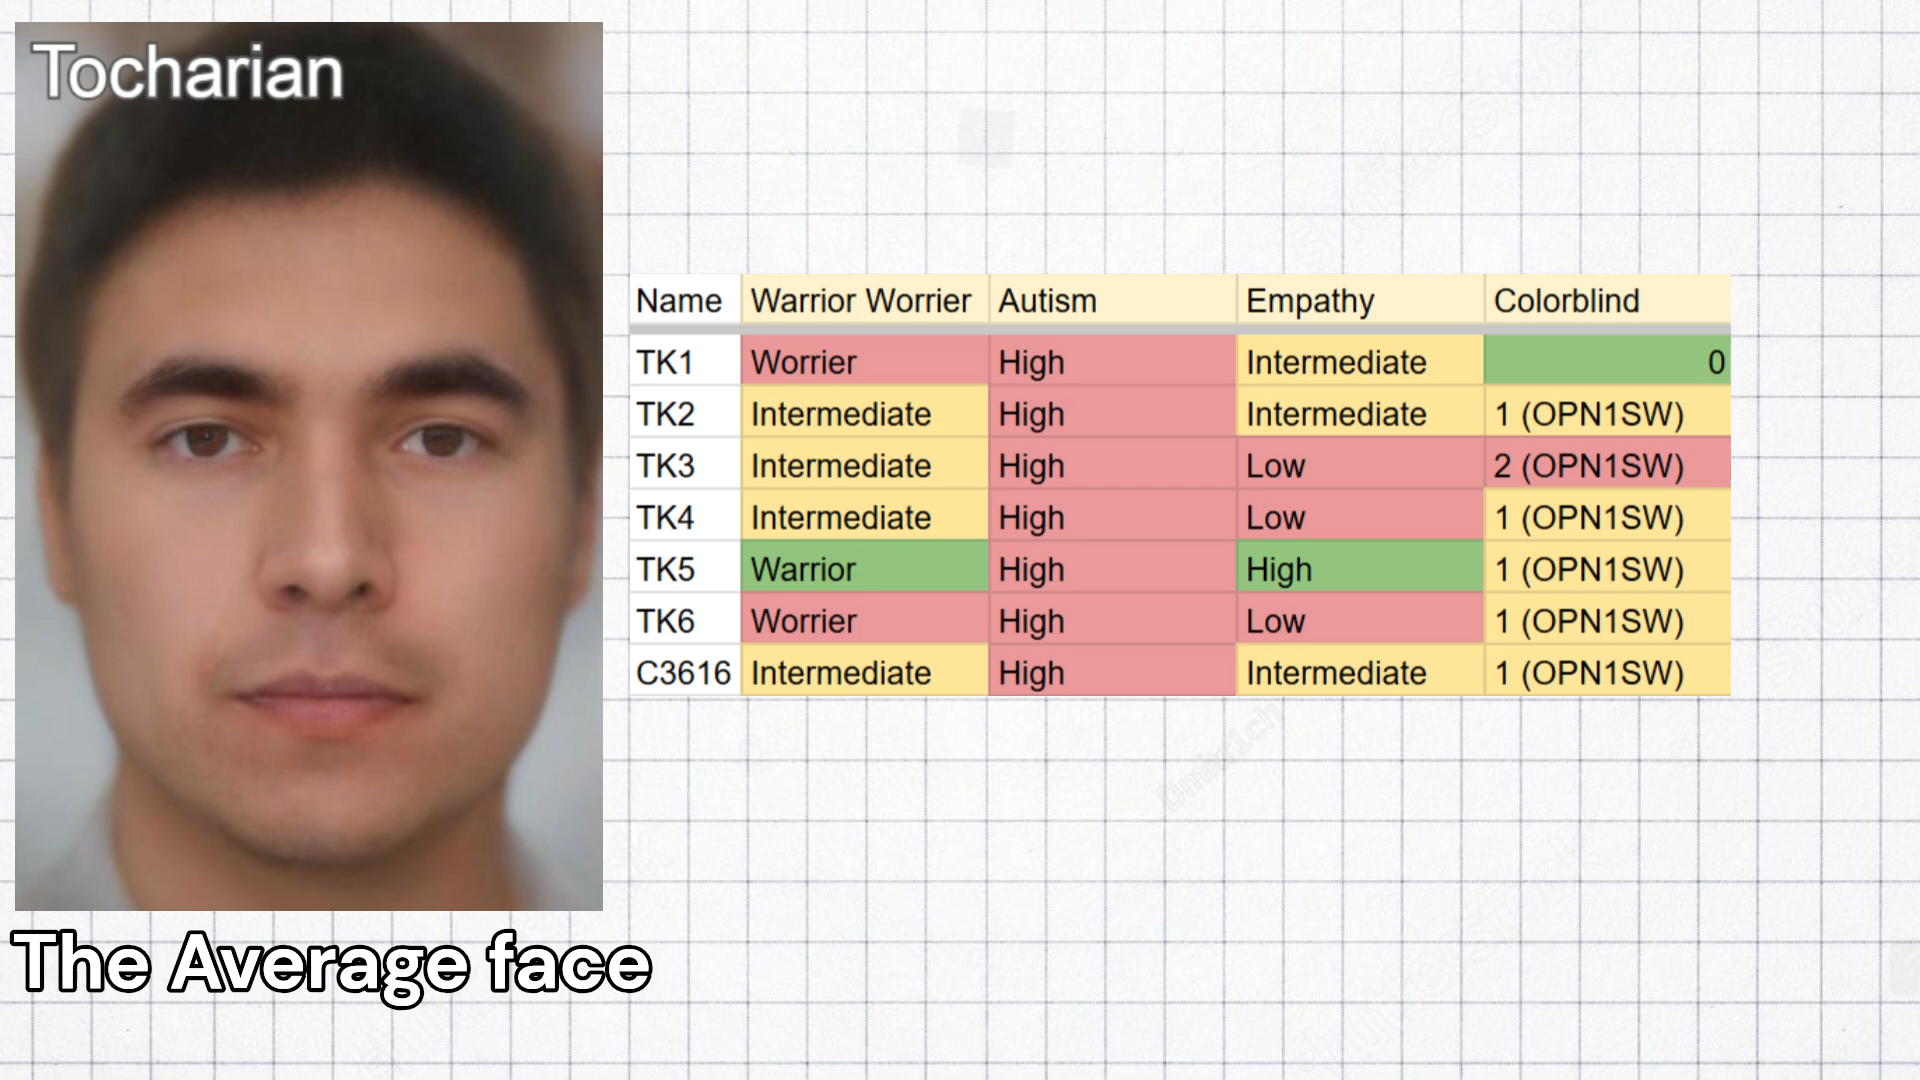 Tocharian
Name Warrior Worrier Autism Empathy Colorblind
TK1 Worrier High Intermediate 0
TK2 Intermediate High Intermediate 1 (OPN1SW)
TK3 Intermediate High Low 2 (OPN1SW)
TK4 Intermediate High Low 1 (OPN1SW)
TK5 Warrior High High 1 (OPN1SW)
TK6 Worrier High Low 1 (OPN1SW)
C3616 Intermediate High Intermediate 1 (OPN1SW)
The Average face